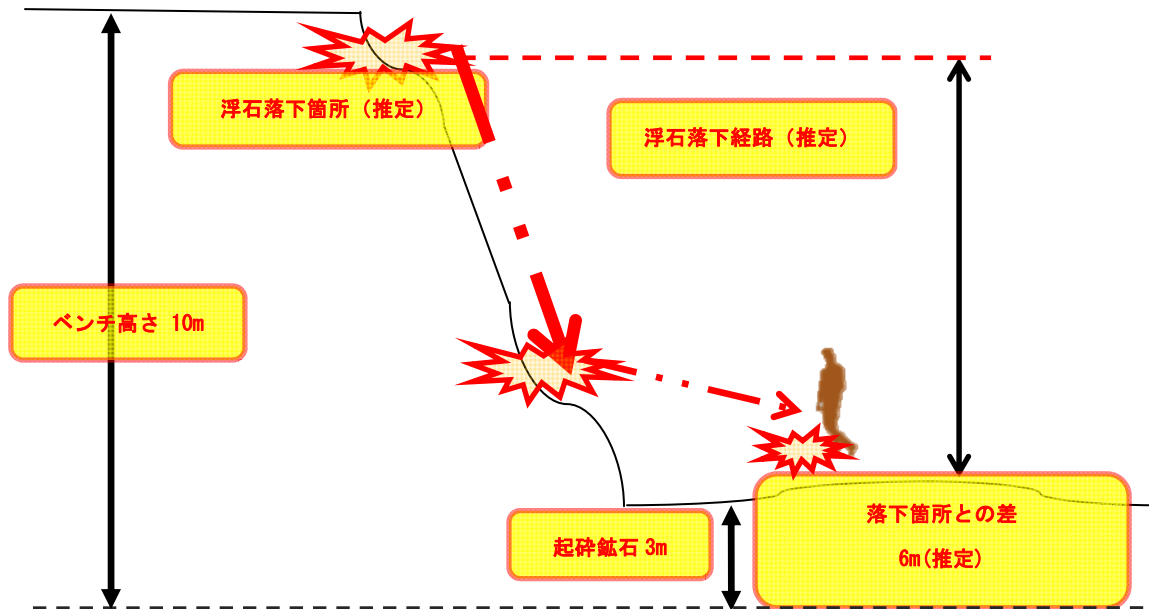 浮石落下箇所（推定）
浮石落下経路（推定）
ベンチ高さ 10m
落下箇所との差
6m(推定)
起砕鉱石 3m